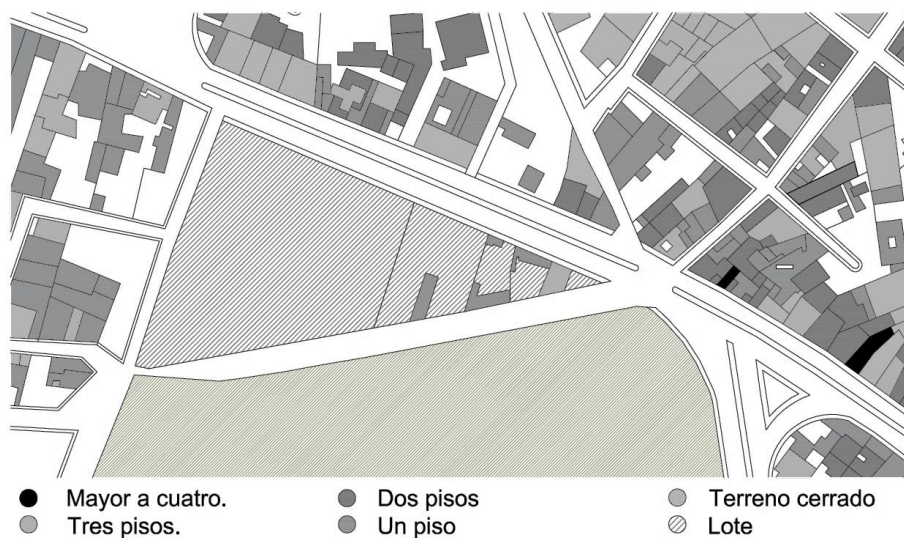 Mayor a cuatro.
Dos pisos
Terreno cerrado
Tres pisos.
Un piso
Lote